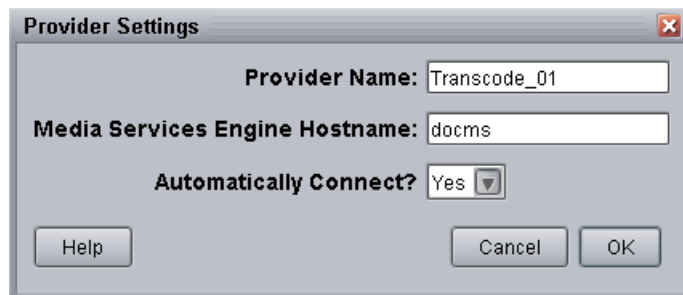 Provider Settings
Provider Name: Transcode_01
Media Services Engine Hostname: docms
Automatically Connect? Yes
Help Cancel OK